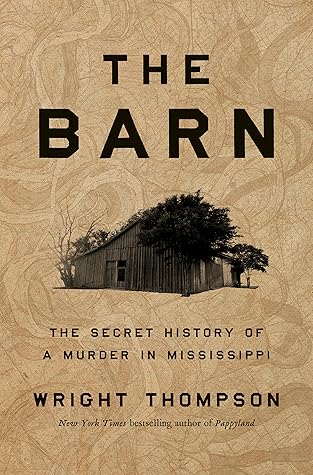 THE
BARN
THE SECRET HISTORY OF
A MURDER IN MISSISSIPPI
WRIGHT THOMPSON
New York Times bestselling author of Pappyland